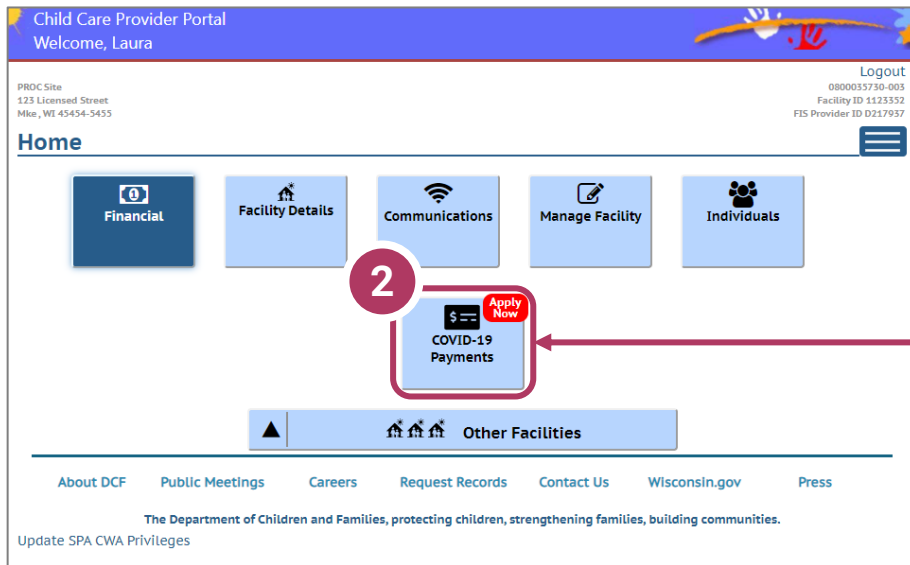 Child Care Provider Portal
Welcome, Laura
Logout
PROC Site
123 Licensed Street
Mke , WI 45454-5455
0800035730-003
Facility ID 1123352
FIS Provider ID D217937
Home
Financial
Facility Details
Communications
Manage Facility
Individuals
2
Apply
Now
COVID-19
Payments
Other Facilities
About DCF Public Meetings Careers Request Records Contact Us Wisconsin.gov Press
The Department of Children and Families, protecting children, strengthening families, building communities.
Update SPA CWA Privileges